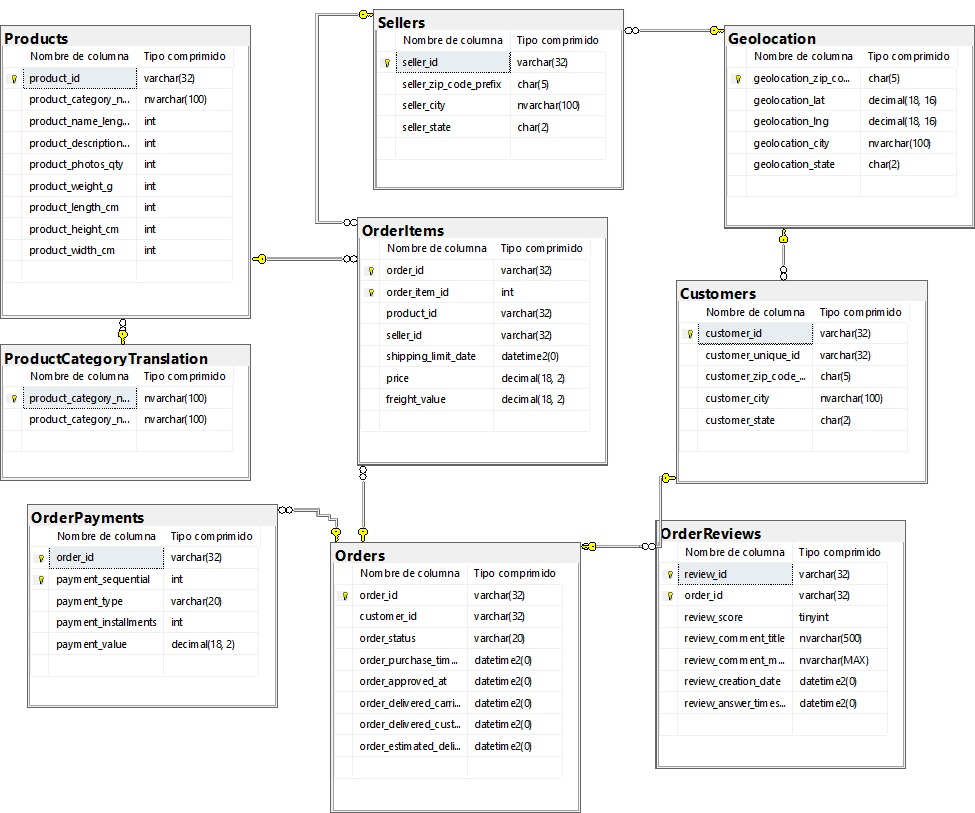 Products
Nombre de columna Tipo comprimido
product_id varchar(32)
product_category_n... nvarchar(100)
product_name_leng... int
product_description... int
product_photos_qty int
product_weight_g int
product_length_cm int
product_height_cm int
product_width_cm int
Sellers
Nombre de columna Tipo comprimido
seller_id varchar(32)
seller_zip_code_prefix char(5)
seller_city nvarchar(100)
seller_state char(2)
Geolocation
Nombre de columna Tipo comprimido
geolocation_zip_co... char(5)
geolocation_lat decimal(18, 16)
geolocation_lng decimal(18, 16)
geolocation_city nvarchar(100)
geolocation_state char(2)
OrderItems
Nombre de columna Tipo comprimido
order_id varchar(32)
order_item_id int
product_id varchar(32)
seller_id varchar(32)
shipping_limit_date datetime2(0)
price decimal(18, 2)
freight_value decimal(18, 2)
Customers
Nombre de columna Tipo comprimido
customer_id varchar(32)
customer_unique_id varchar(32)
customer_zip_code_... char(5)
customer_city nvarchar(100)
customer_state char(2)
ProductCategoryTranslation
Nombre de columna Tipo comprimido
product_category_n... nvarchar(100)
product_category_n... nvarchar(100)
OrderPayments
Nombre de columna Tipo comprimido
order_id varchar(32)
payment_sequential int
payment_type varchar(20)
payment_installments int
payment_value decimal(18, 2)
Orders
Nombre de columna Tipo comprimido
order_id varchar(32)
customer_id varchar(32)
order_status varchar(20)
order_purchase_tim... datetime2(0)
order_approved_at datetime2(0)
order_delivered_carri... datetime2(0)
order_delivered_cust... datetime2(0)
order_estimated_deli... datetime2(0)
OrderReviews
Nombre de columna Tipo comprimido
review_id varchar(32)
order_id varchar(32)
review_score tinyint
review_comment_title nvarchar(500)
review_comment_m... nvarchar(MAX)
review_creation_date datetime2(0)
review_answer_times... datetime2(0)